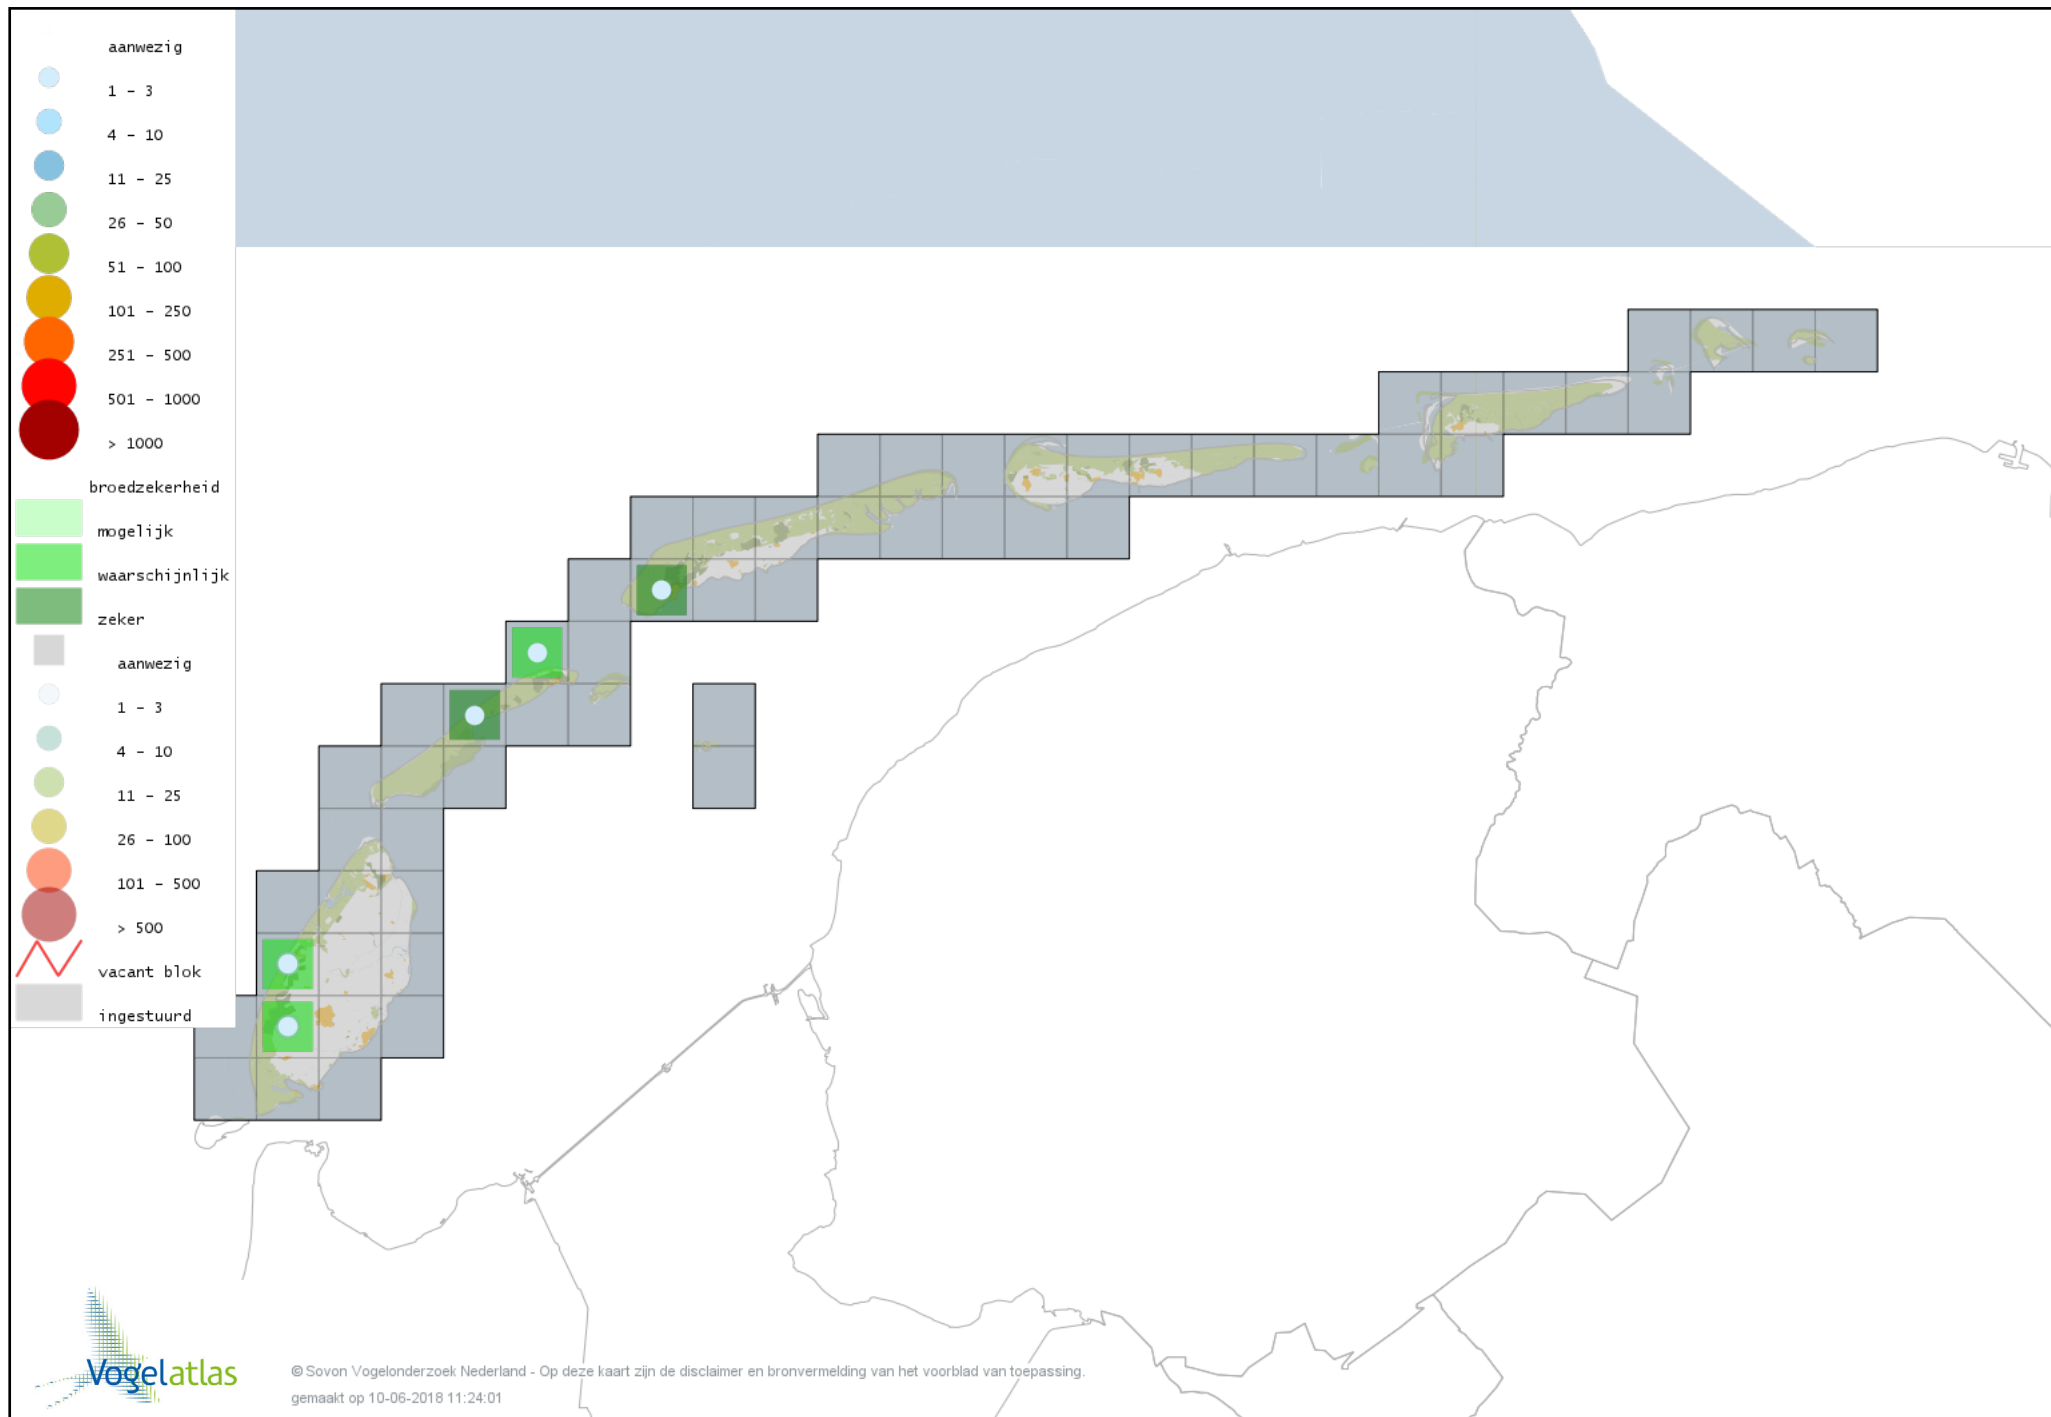 aanwezig
1 - 3
4 - 10
11 - 25
26 - 50
51 - 100
101 - 250
251 - 500
501 - 1000
> 1000
broedzekerheid
mogelijk
waarschijnlijk
zeker
aanwezig
1 - 3
4 - 10
11 - 25
26 - 100
101 - 500
> 500
vacant blok
ingestuurd
Vogelatlas
© Sovon Vogelonderzoek Nederland - Op deze kaart zijn de disclaimer en bronvermelding van het voorblad van toepassing.
gemaakt op 10-06-2018 11:24:01